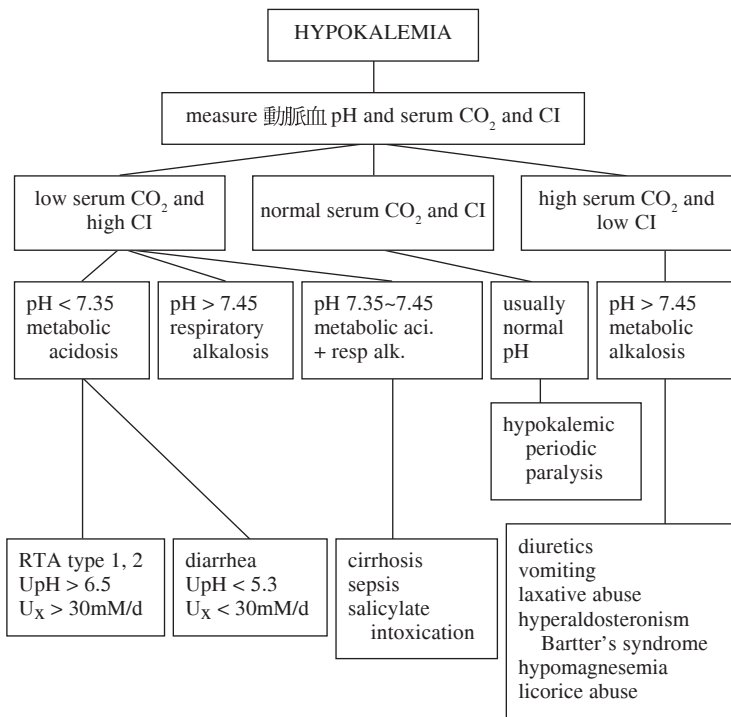 HYPOKALEMIA
measure 動脈血 pH and serum CO₂ and CI
low serum CO₂ and
high CI
normal serum CO₂ and CI
high serum CO₂ and
low CI
pH < 7.35
metabolic
acidosis
pH > 7.45
respiratory
alkalosis
pH 7.35~7.45
metabolic aci.
+ resp alk.
usually
normal
pH
pH > 7.45
metabolic
alkalosis
hypokalemic
periodic
paralysis
RTA type 1, 2
UpH > 6.5
Ux > 30mM/d
diarrhea
UpH < 5.3
Ux < 30mM/d
cirrhosis
sepsis
salicylate
intoxication
diuretics
vomiting
laxative abuse
hyperaldosteronism
Bartter's syndrome
hypomagnesemia
licorice abuse